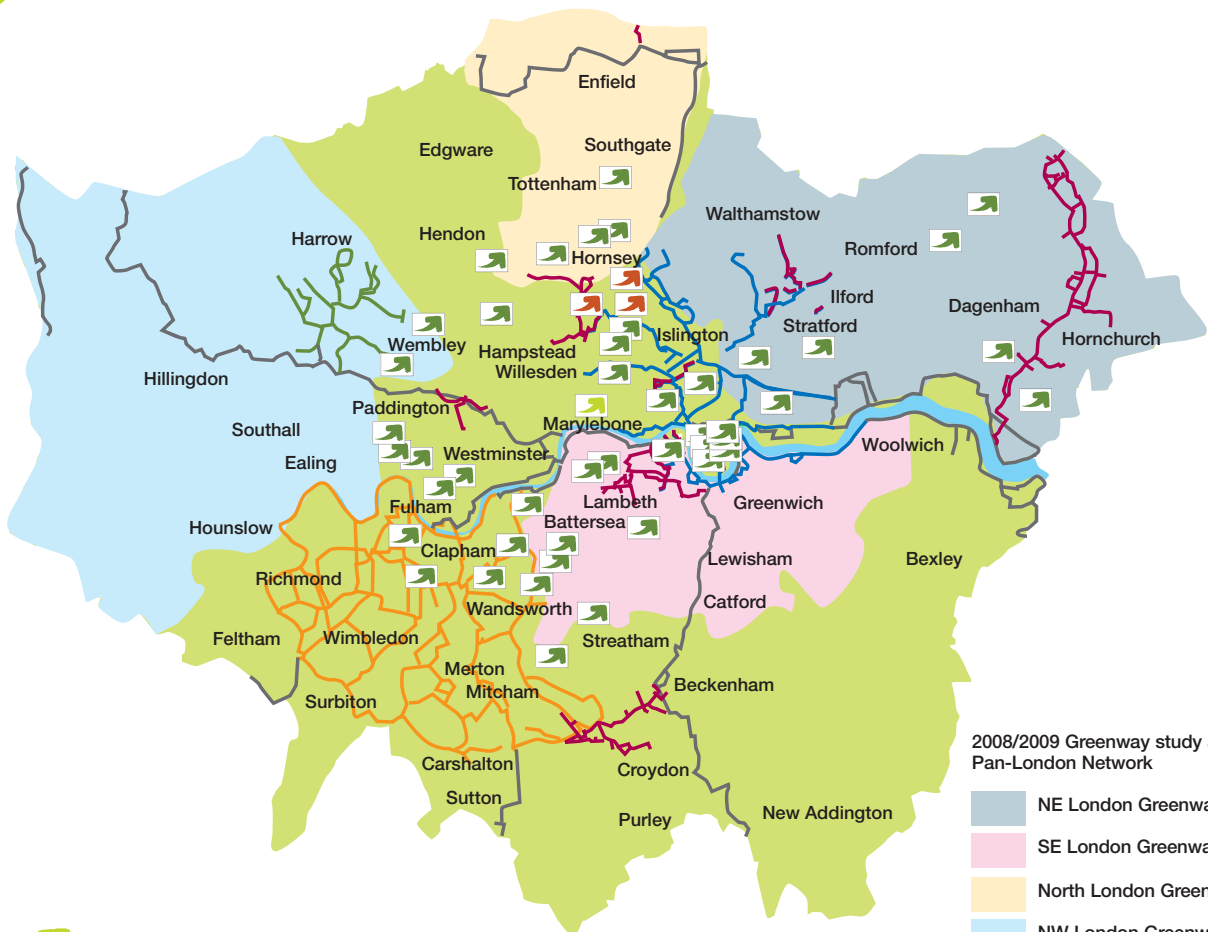 Enfield
Southgate
Edgware
Tottenham
Walthamstow
Hendon
Harrow
Romford
Hornsey
Ilford
Dagenham
Stratford
Islington
Hornchurch
Wembley
Hampstead
Willesden
Hillingdon
Paddington
Marylebone
Southall
Woolwich
Westminster
Ealing
Lambeth
Greenwich
Fulham
Battersea
Hounslow
Clapham
Lewisham
Bexley
Richmond
Catford
Wandsworth
Feltham
Wimbledon
Streatham
Merton
Beckenham
Mitcham
Surbiton
Carshalton
Croydon
Sutton
Purley
New Addington
2008/2009 Greenway study
Pan-London Network
NE London
SE London
North London
NW London